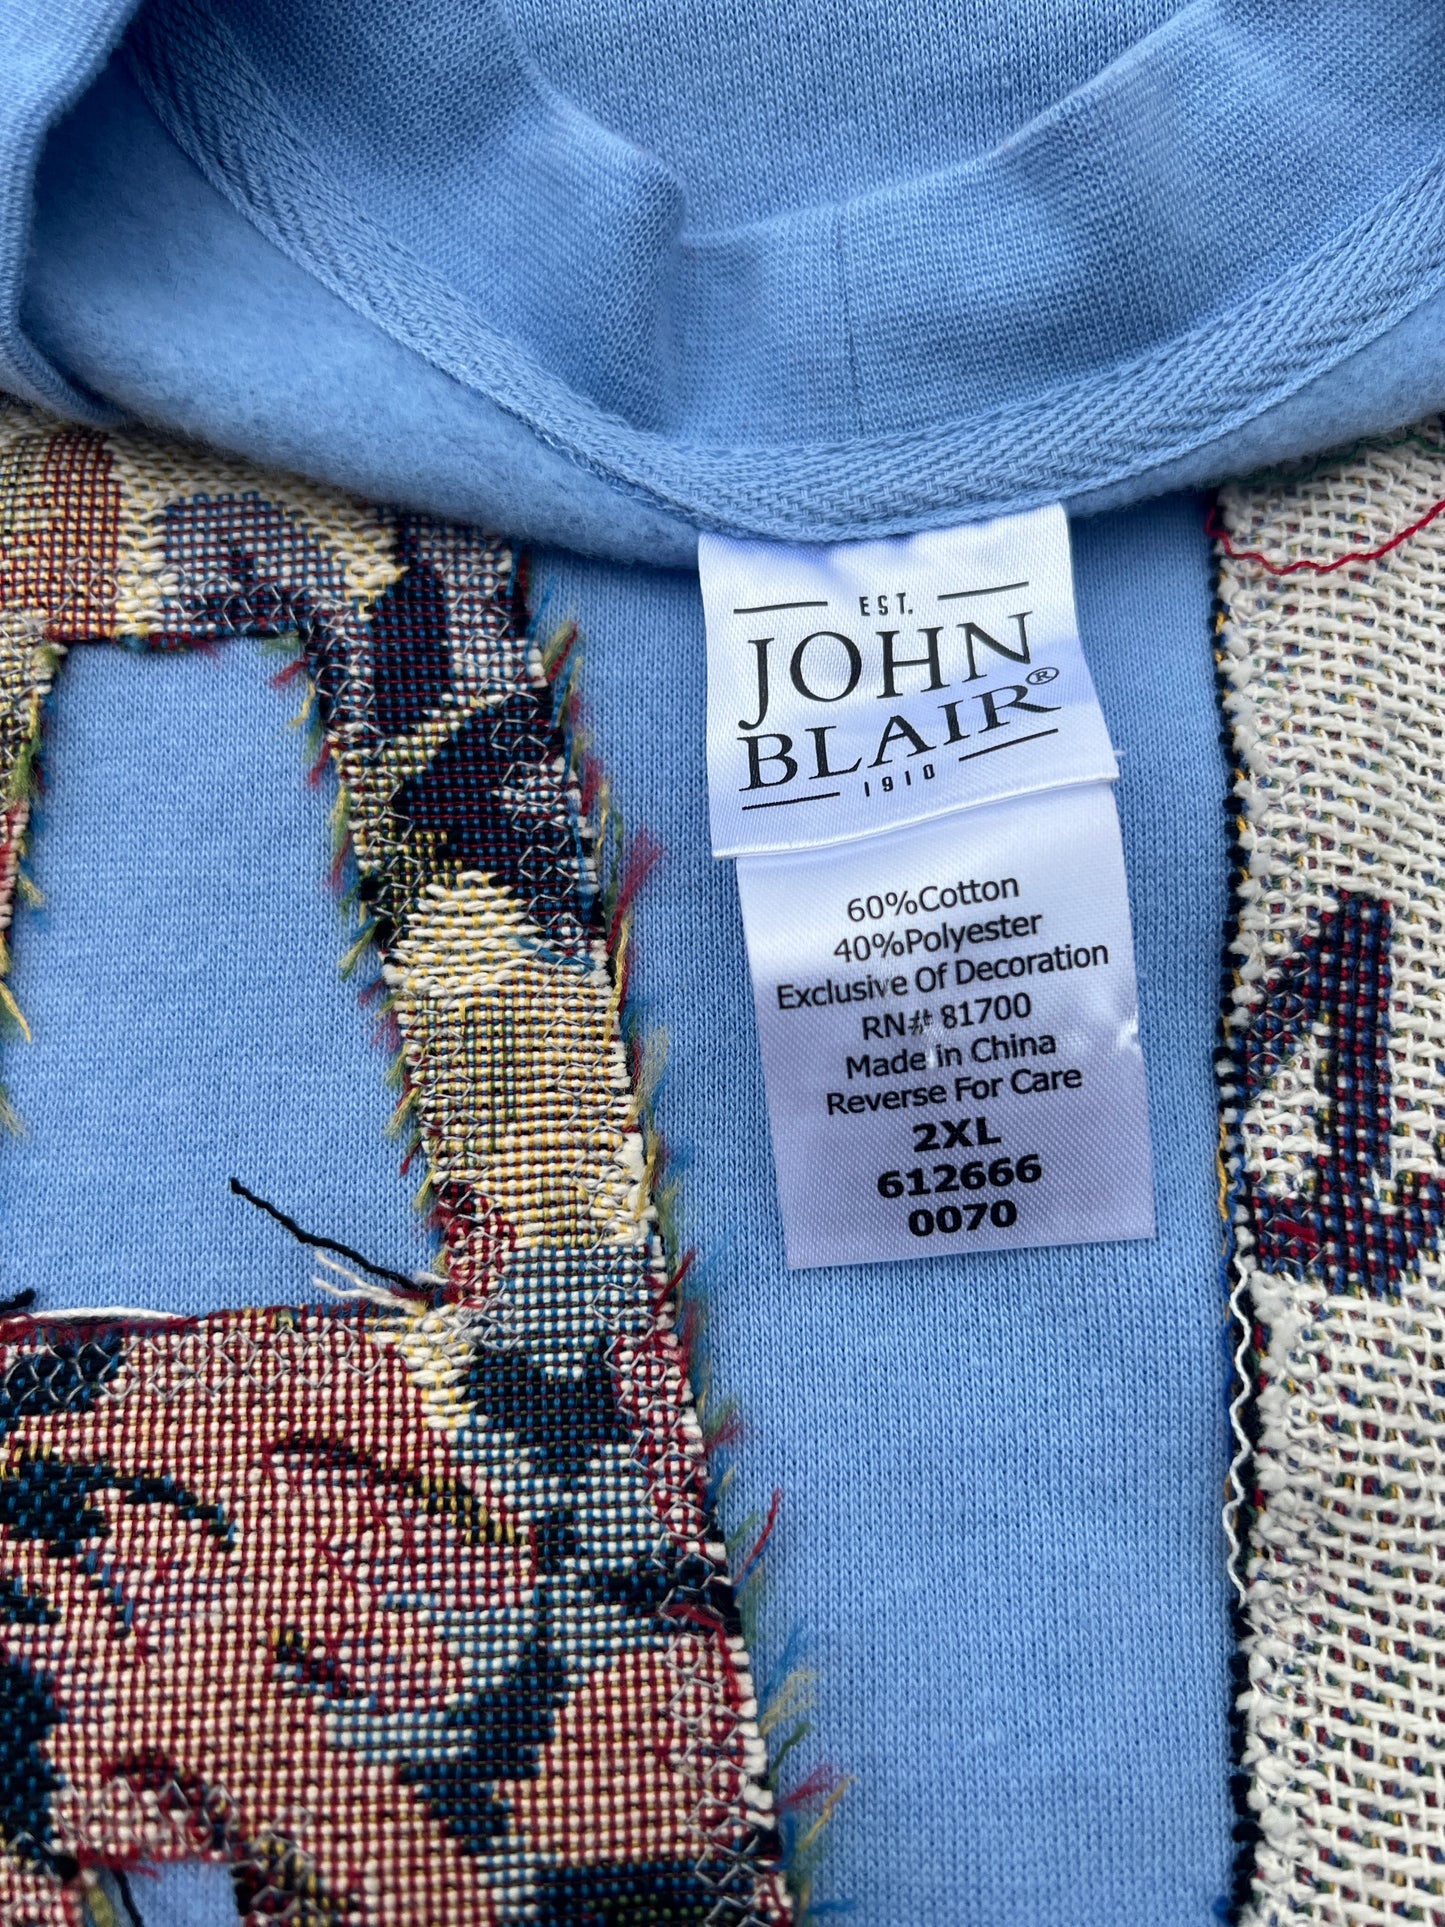 EST.
JOHN
BLAIR®
1910
60%Cotton
40%Polyester
Exclusive Of Decoration
RN# 81700
Made in China
Reverse For Care
2XL
612666
0070